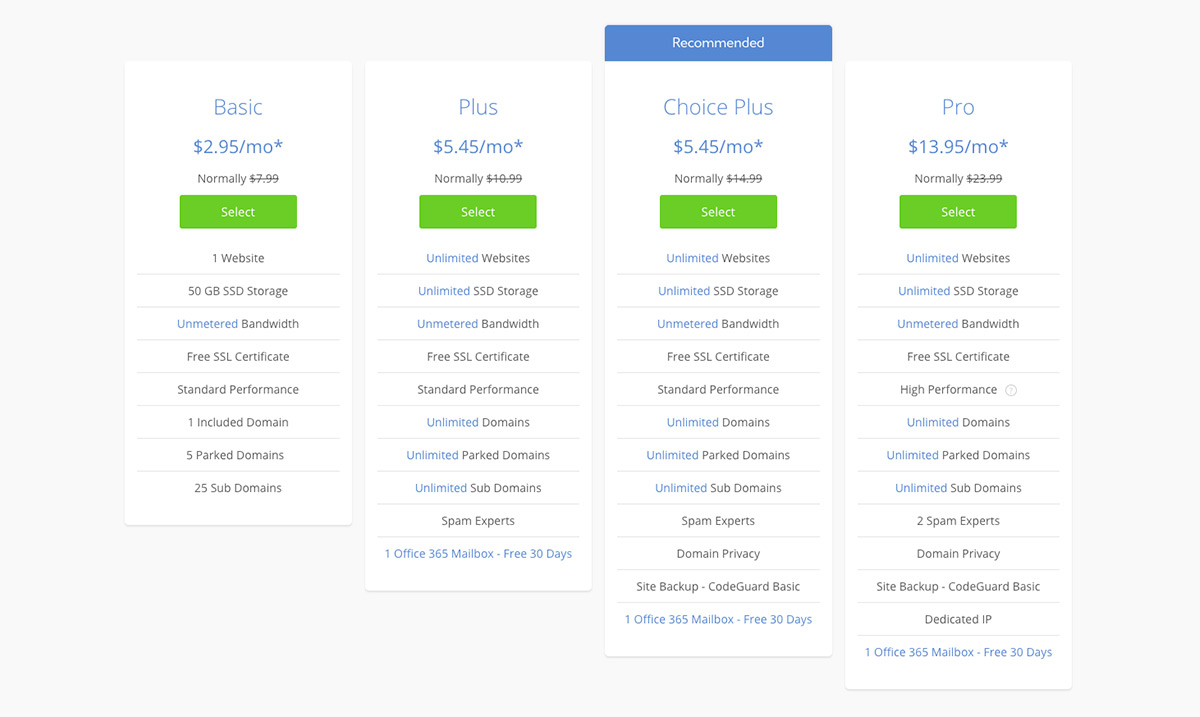 Recommended
Basic
$2.95/mo*
Normally $7.99
Select
1 Website
50 GB SSD Storage
Unmetered Bandwidth
Free SSL Certificate
Standard Performance
1 Included Domain
5 Parked Domains
25 Sub Domains
Plus
$5.45/mo*
Normally $10.99
Select
Unlimited Websites
Unlimited SSD Storage
Unmetered Bandwidth
Free SSL Certificate
Standard Performance
Unlimited Domains
Unlimited Parked Domains
Unlimited Sub Domains
Spam Experts
1 Office 365 Mailbox - Free 30 Days
Choice Plus
$5.45/mo*
Normally $14.99
Select
Unlimited Websites
Unlimited SSD Storage
Unmetered Bandwidth
Free SSL Certificate
Standard Performance
Unlimited Domains
Unlimited Parked Domains
Unlimited Sub Domains
Spam Experts
Domain Privacy
Site Backup - CodeGuard Basic
1 Office 365 Mailbox - Free 30 Days
Pro
$13.95/mo*
Normally $23.99
Select
Unlimited Websites
Unlimited SSD Storage
Unmetered Bandwidth
Free SSL Certificate
High Performance ?
Unlimited Domains
Unlimited Parked Domains
Unlimited Sub Domains
2 Spam Experts
Domain Privacy
Site Backup - CodeGuard Basic
Dedicated IP
1 Office 365 Mailbox - Free 30 Days